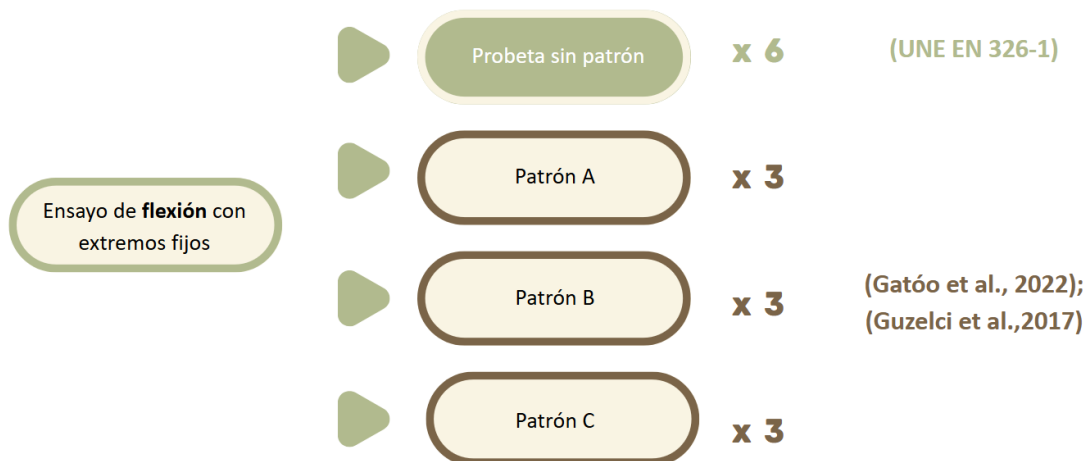 Probeta sin patrón
x 6
(UNE EN 326-1)
Patrón A
x 3
Ensayo de flexión con
extremos fijos
Patrón B
x 3
(Gatóo et al., 2022);
(Guzelci et al.,2017)
Patrón C
x 3